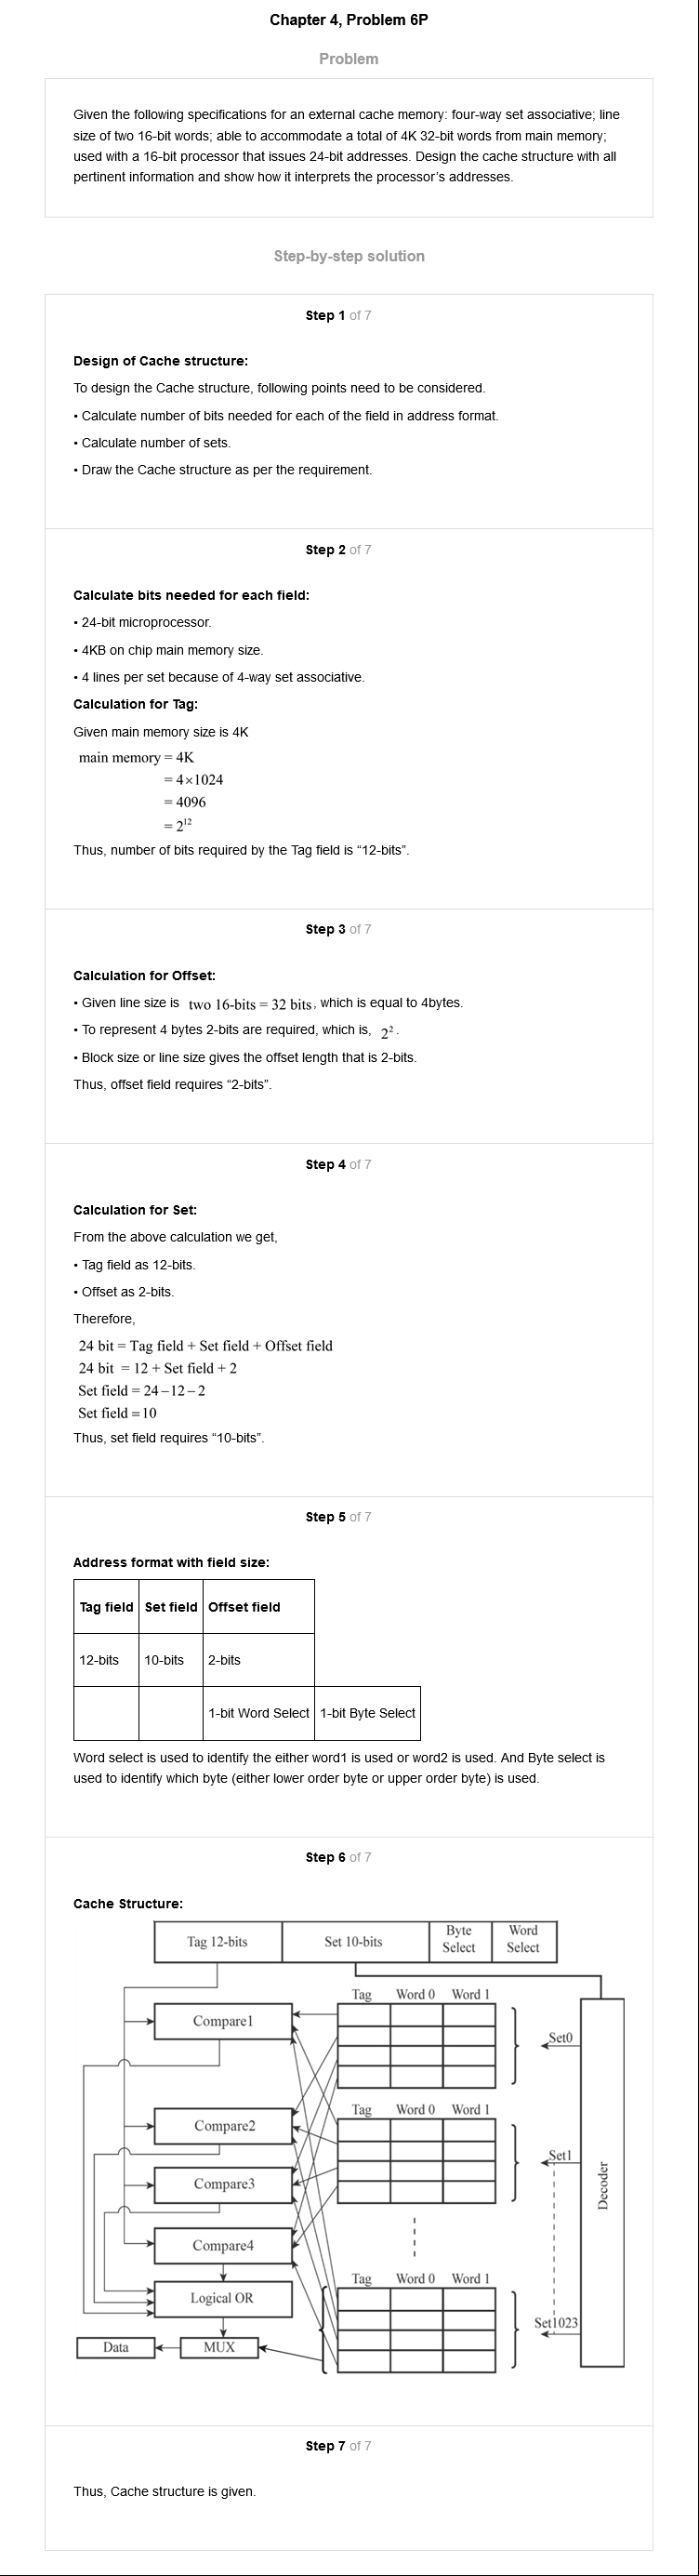 Chapter 4, Problem 6P
Problem
Given the following specifications for an external cache memory: four-way set associative; line
size of two 16-bit words; able to accommodate a total of 4K 32-bit words from main memory;
used with a 16-bit processor that issues 24-bit addresses. Design the cache structure with all
pertinent information and show how it interprets the processor's addresses.
Step-by-step solution
Step 1 of 7
Design of Cache structure:
To design the Cache structure, following points need to be considered.
• Calculate number of bits needed for each of the field in address format.
• Calculate number of sets.
• Draw the Cache structure as per the requirement.
Step 2 of 7
Calculate bits needed for each field:
• 24-bit microprocessor.
• 4KB on chip main memory size.
• 4 lines per set because of 4-way set associative.
Calculation for Tag:
Given main memory size is 4K
main memory = 4K
= 4×1024
= 4096
= 2¹²
Thus, number of bits required by the Tag field is “12-bits”.
Step 3 of 7
Calculation for Offset:
• Given line size is two 16-bits = 32 bits, which is equal to 4bytes.
• To represent 4 bytes 2-bits are required, which is, 2².
• Block size or line size gives the offset length that is 2-bits.
Thus, offset field requires “2-bits”.
Step 4 of 7
Calculation for Set:
From the above calculation we get,
• Tag field as 12-bits.
• Offset as 2-bits.
Therefore,
24 bit = Tag field + Set field + Offset field
24 bit = 12 + Set field + 2
Set field = 24 – 12 – 2
Set field = 10
Thus, set field requires “10-bits”.
Step 5 of 7
Address format with field size:
Tag field Set field Offset field
12-bits 10-bits 2-bits
1-bit Word Select 1-bit Byte Select
Word select is used to identify the either word1 is used or word2 is used. And Byte select is
used to identify which byte (either lower order byte or upper order byte) is used.
Step 6 of 7
Cache Structure:
Tag 12-bits Set 10-bits Byte Select Word Select
Tag Word 0 Word 1
Compare1
Set0
Tag Word 0 Word 1
Compare2
Set1
Compare3
Decoder
Compare4
Tag Word 0 Word 1
Logical OR
Set1023
Data MUX
Step 7 of 7
Thus, Cache structure is given.